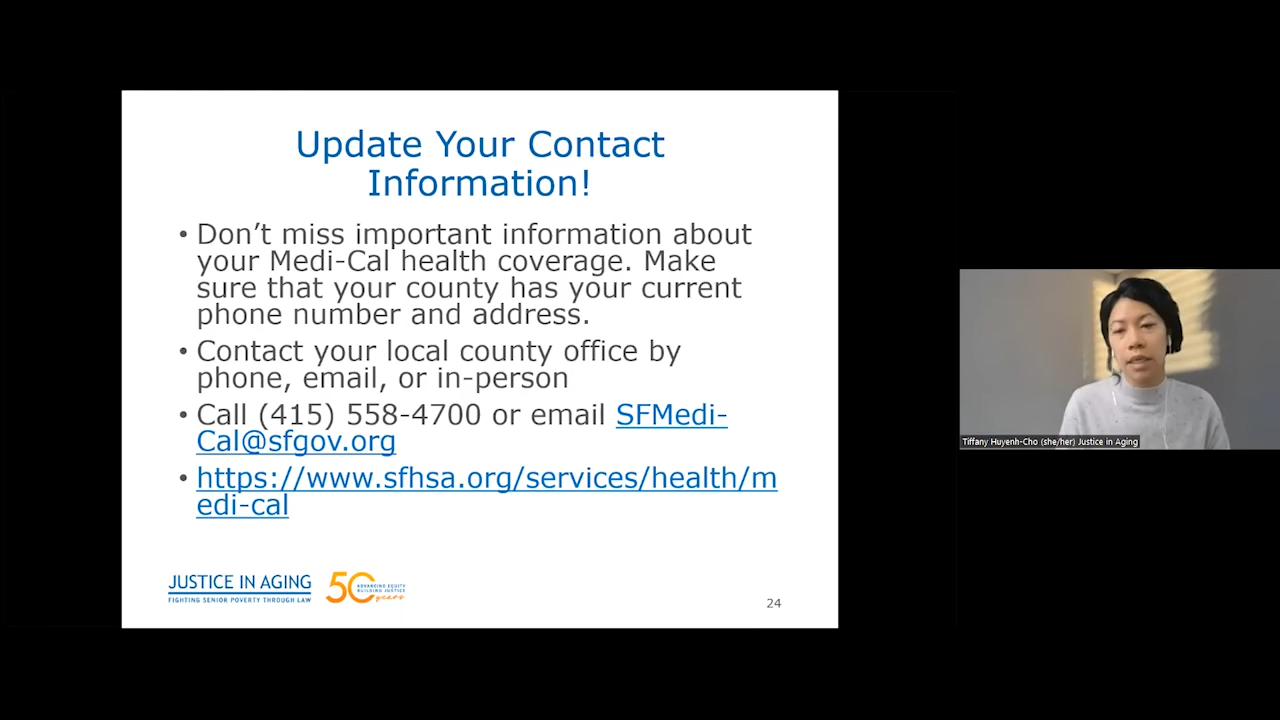 Update Your Contact
Information!
• Don’t miss important information about
your Medi-Cal health coverage. Make
sure that your county has your current
phone number and address.
• Contact your local county office by
phone, email, or in-person
• Call (415) 558-4700 or email SFMedi-
Cal@sfgov.org
• https://www.sfhsa.org/services/health/m
edi-cal
JUSTICE IN AGING
FIGHTING SENIOR POVERTY THROUGH LAW
50
ADVANCING EQUITY
BUILDING JUSTICE
years
24
Tiffany Huyenh-Cho (she/her) Justice in Aging